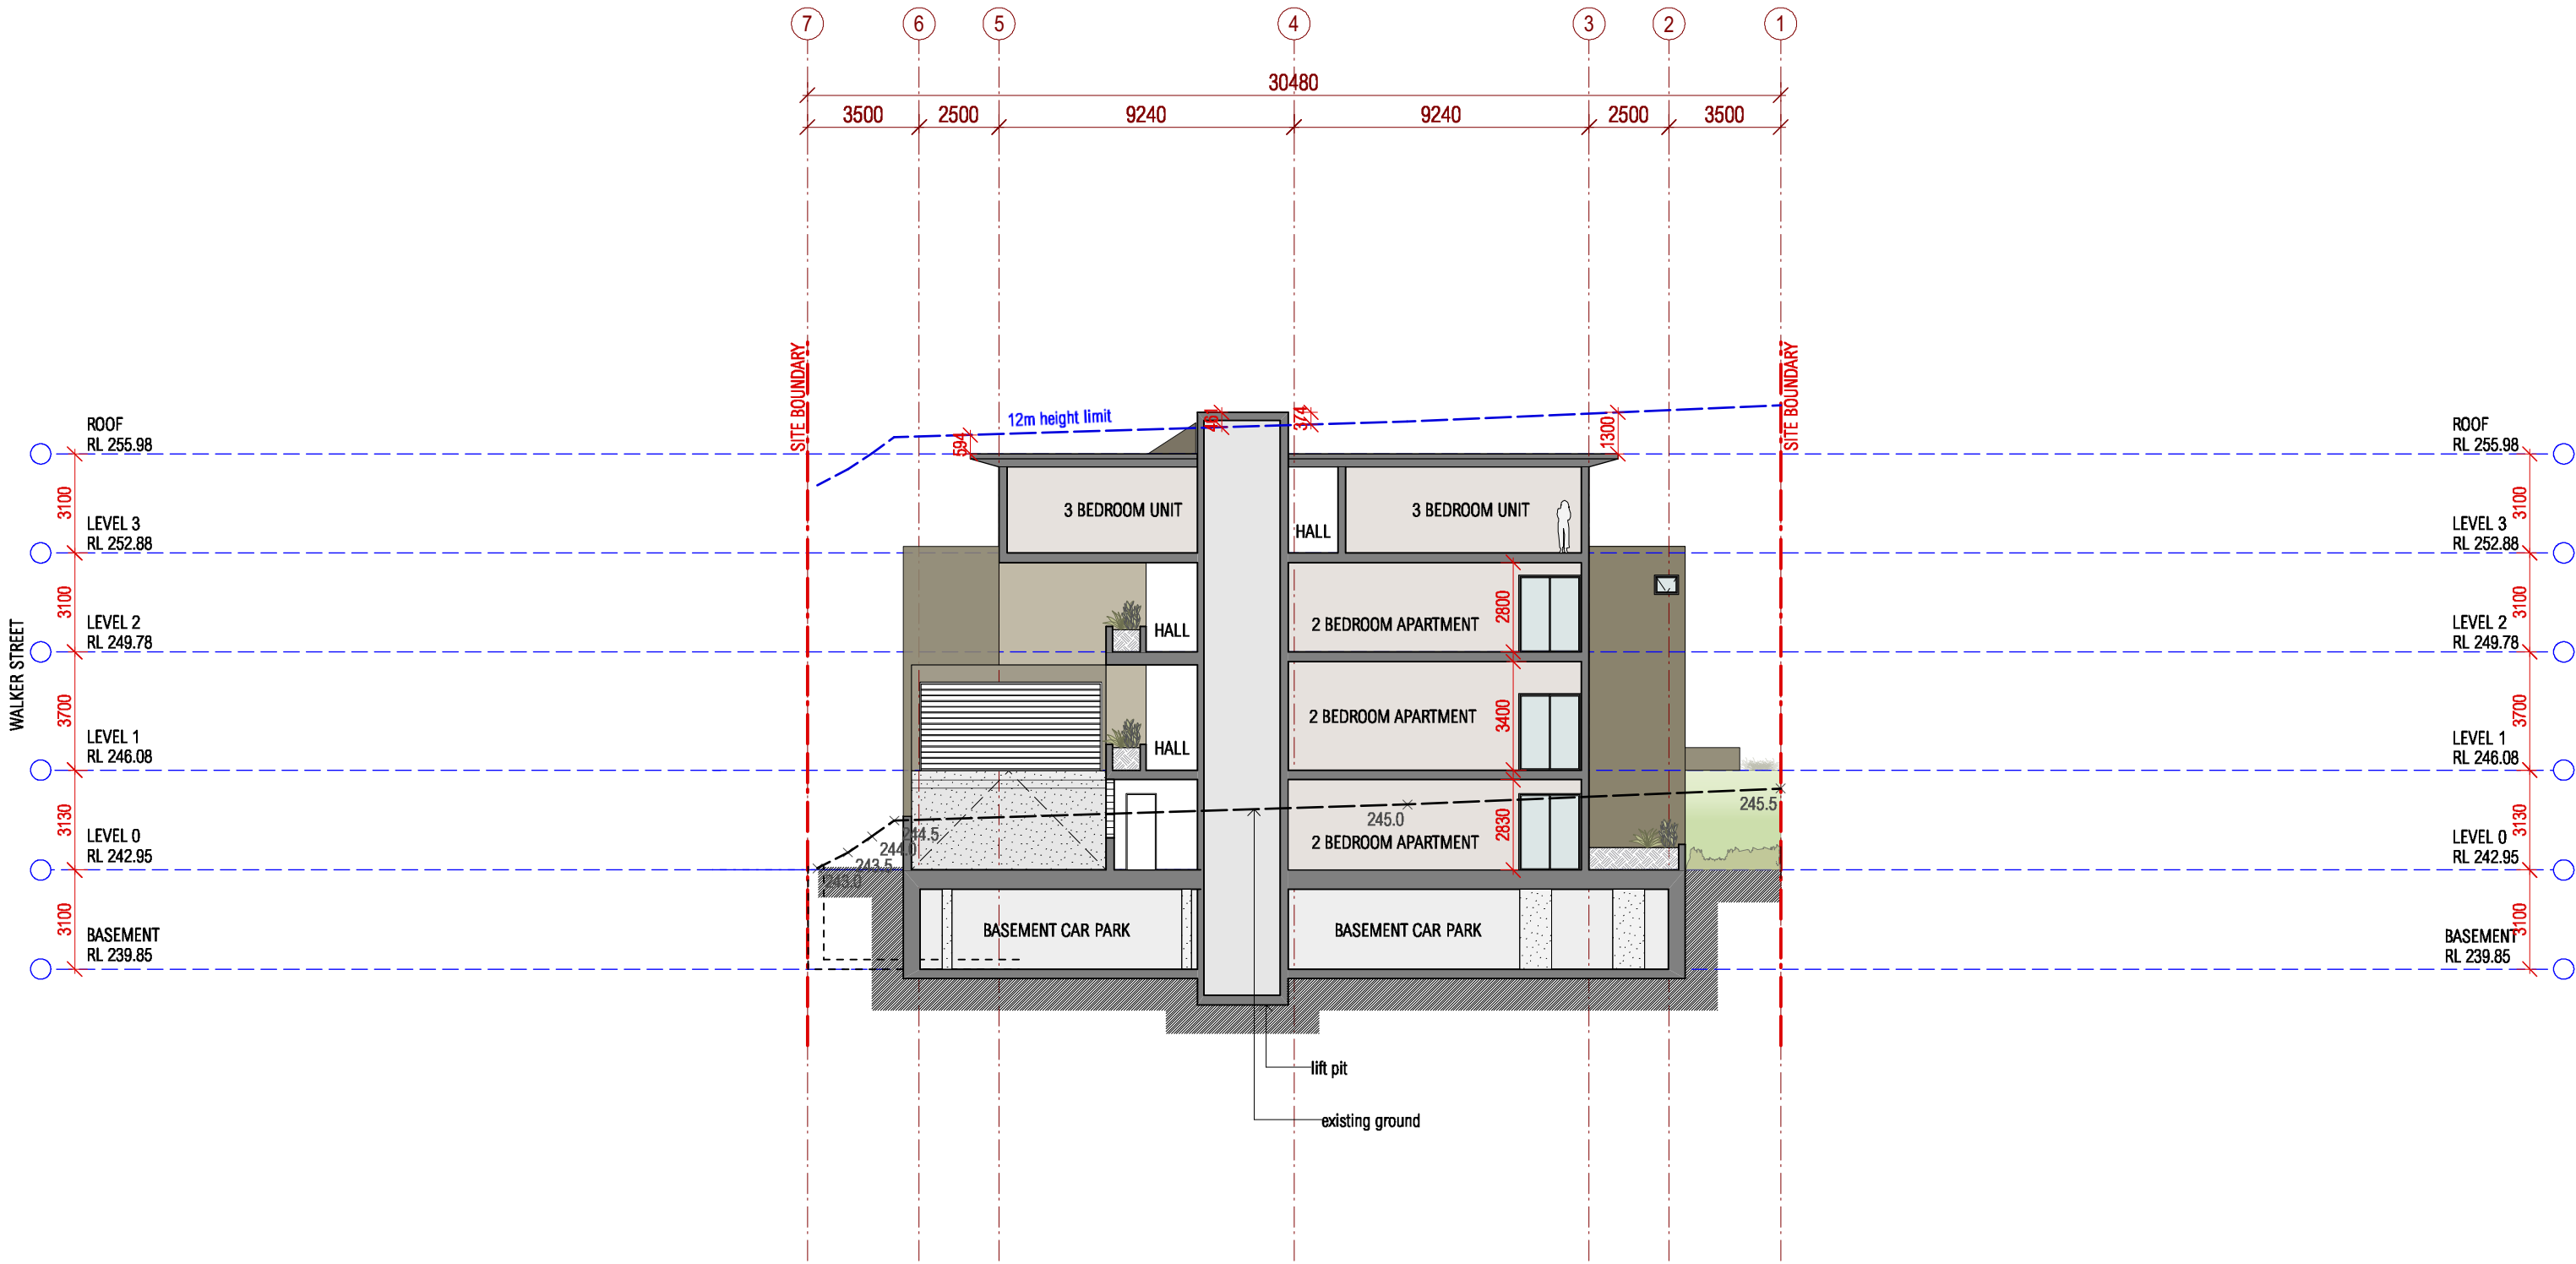 7 6 5 4 3 2 1
30480
3500 2500 9240 9240 2500 3500
SITE BOUNDARY
SITE BOUNDARY
12m height limit
594
461
374
1300
WALKER STREET
ROOF
RL 255.98
3100
LEVEL 3
RL 252.88
3100
LEVEL 2
RL 249.78
3700
LEVEL 1
RL 246.08
3130
LEVEL 0
RL 242.95
3100
BASEMENT
RL 239.85
3 BEDROOM UNIT
HALL
3 BEDROOM UNIT
HALL
2 BEDROOM APARTMENT
2800
HALL
2 BEDROOM APARTMENT
3400
2 BEDROOM APARTMENT
2830
244.5
244.0
243.5
243.0
245.0
245.5
BASEMENT CAR PARK
BASEMENT CAR PARK
lift pit
existing ground
ROOF
RL 255.98
3100
LEVEL 3
RL 252.88
3100
LEVEL 2
RL 249.78
3700
LEVEL 1
RL 246.08
3130
LEVEL 0
RL 242.95
3100
BASEMENT
RL 239.85